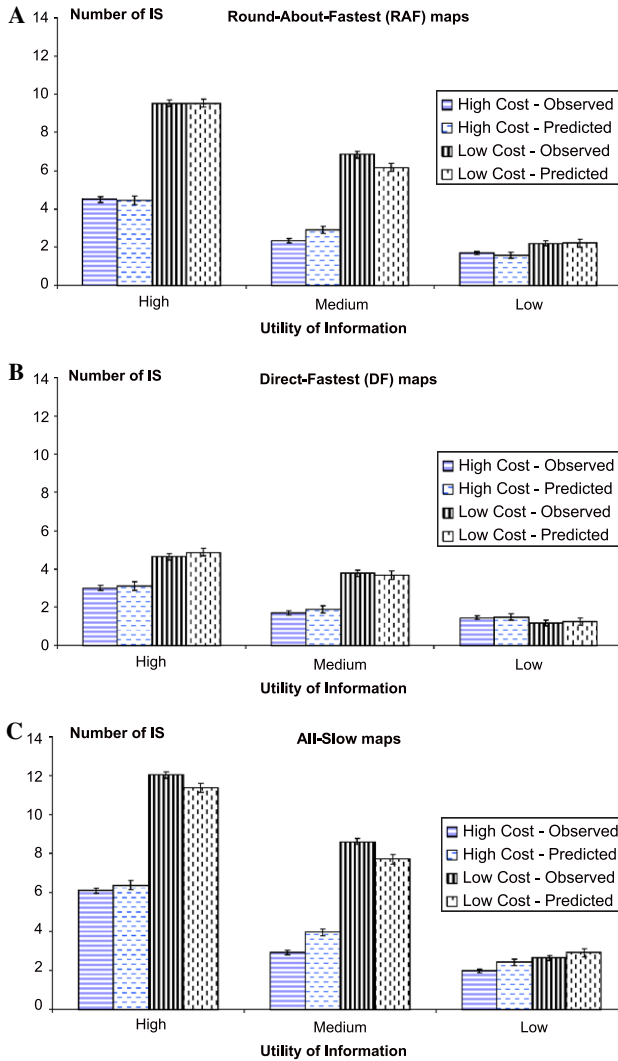 A
Number of IS
Round-About-Fastest (RAF) maps
14
12
10
8
6
4
2
0
High Cost - Observed
High Cost - Predicted
Low Cost - Observed
Low Cost - Predicted
High Medium Low
Utility of Information
B
Number of IS
Direct-Fastest (DF) maps
14
12
10
8
6
4
2
0
High Cost - Observed
High Cost - Predicted
Low Cost - Observed
Low Cost - Predicted
High Medium Low
Utility of Information
C
Number of IS
All-Slow maps
14
12
10
8
6
4
2
0
High Cost - Observed
High Cost - Predicted
Low Cost - Observed
Low Cost - Predicted
High Medium Low
Utility of Information